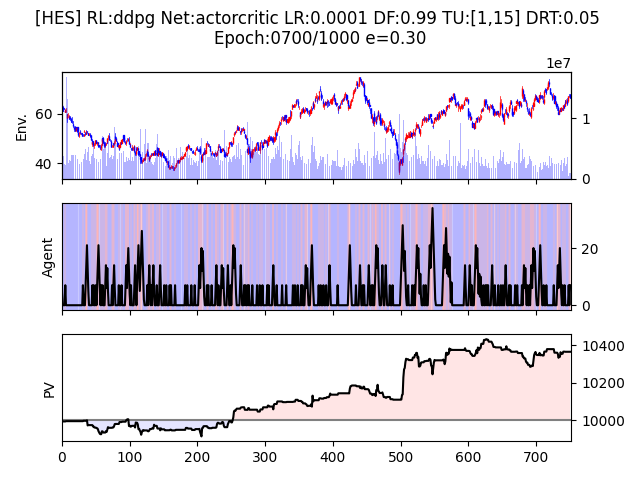 [HES] RL:ddpg Net:actorcritic LR:0.0001 DF:0.99 TU:[1,15] DRT:0.05
Epoch:0700/1000 e=0.30
1e7
Env.
60
40
1
0
Agent
20
0
PV
10400
10200
10000
0 100 200 300 400 500 600 700